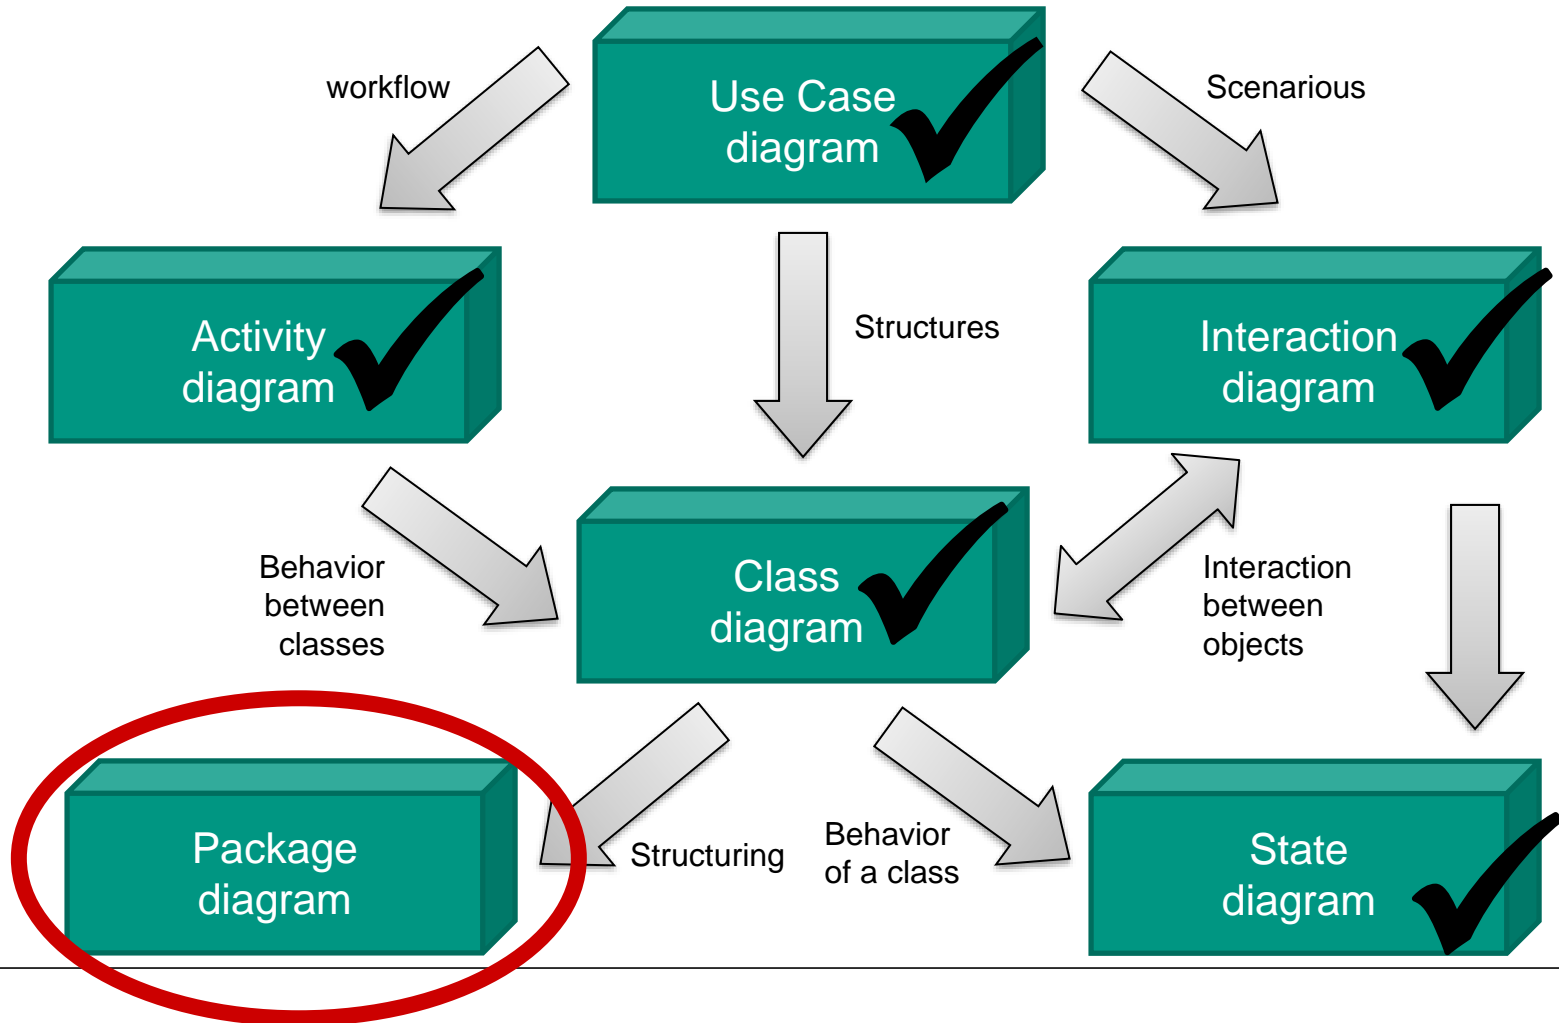 workflow
Use Case
diagram
Scenarious
Activity
diagram
Structures
Interaction
diagram
Behavior
between
classes
Class
diagram
Interaction
between
objects
Package
diagram
Structuring
Behavior
of a class
State
diagram